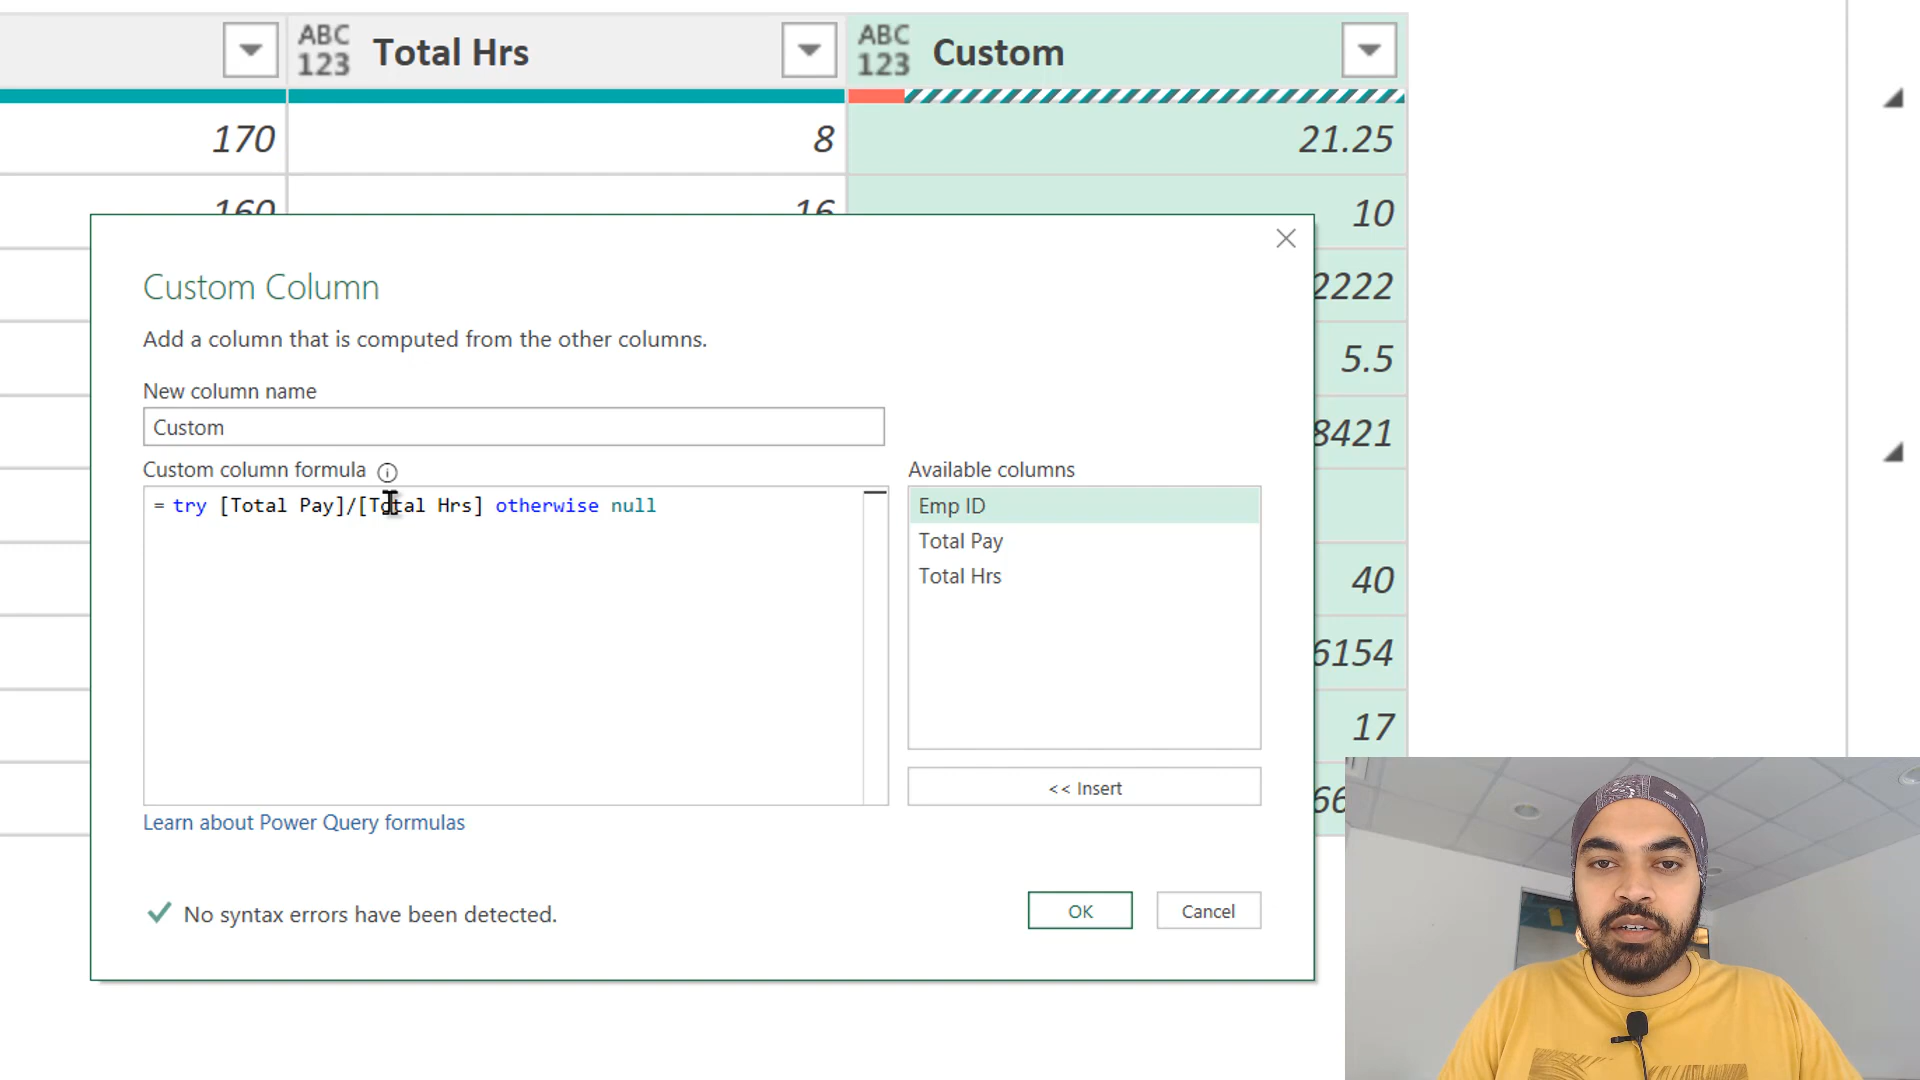 ABC 123 Total Hrs ABC 123 Custom
170 8 21.25
160 16 10
2222
5.5
8421
40
6154
17
Custom Column
Add a column that is computed from the other columns.
New column name
Custom
Custom column formula
Available columns
= try [Total Pay]/[Total Hrs] otherwise null
Emp ID
Total Pay
Total Hrs
<< Insert
Learn about Power Query formulas
No syntax errors have been detected.
OK
Cancel